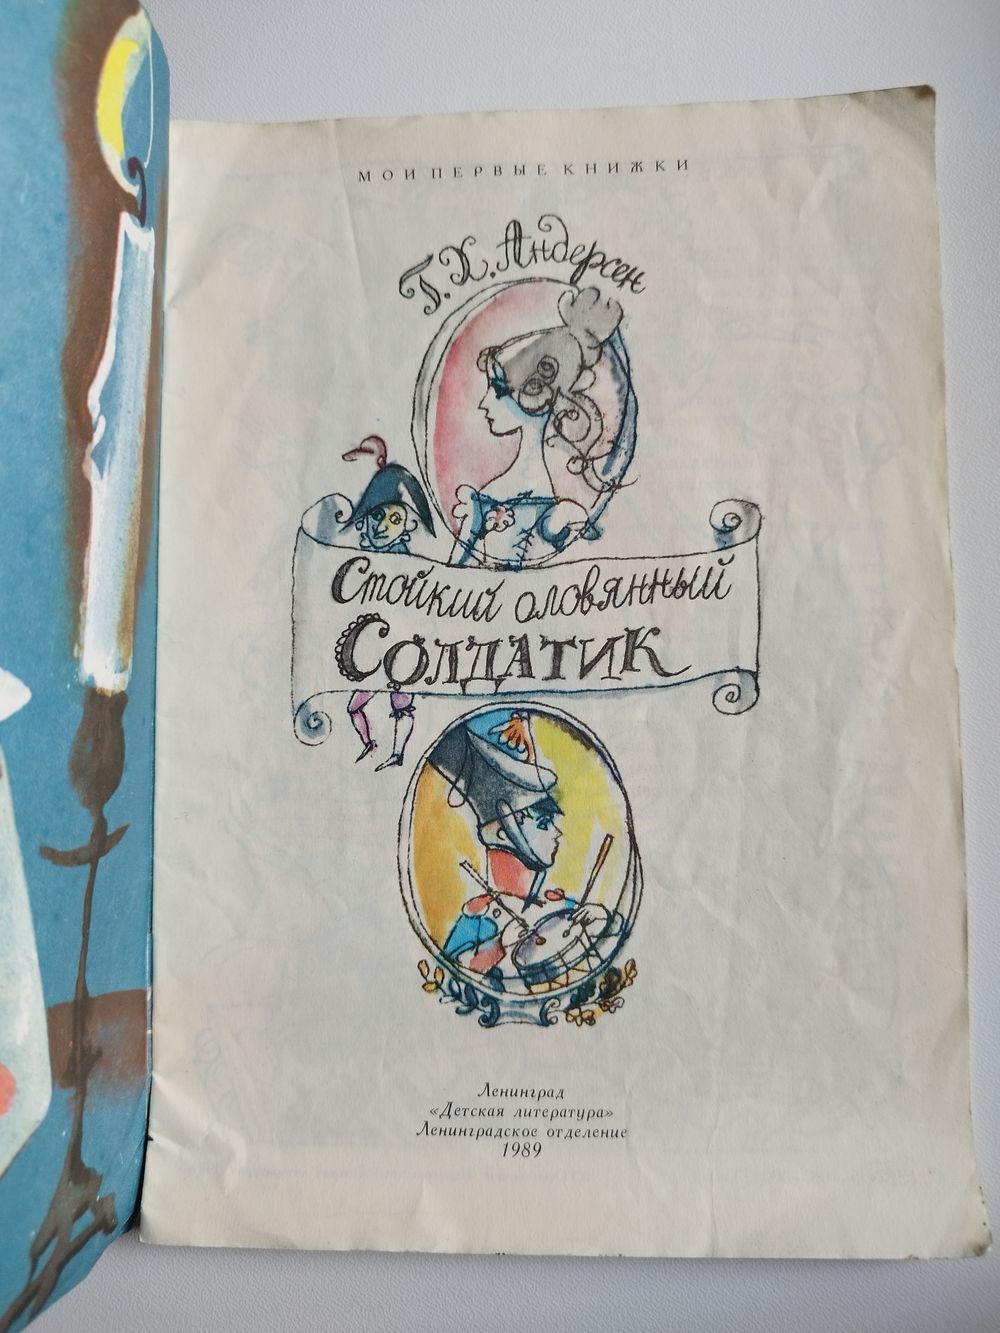 МОИ ПЕРВЫЕ КНИЖКИ
Г. Х. Андерсен
Стойкий оловянный
СОЛДАТИК
Ленинград
«Детская литература»
Ленинградское отделение
1989